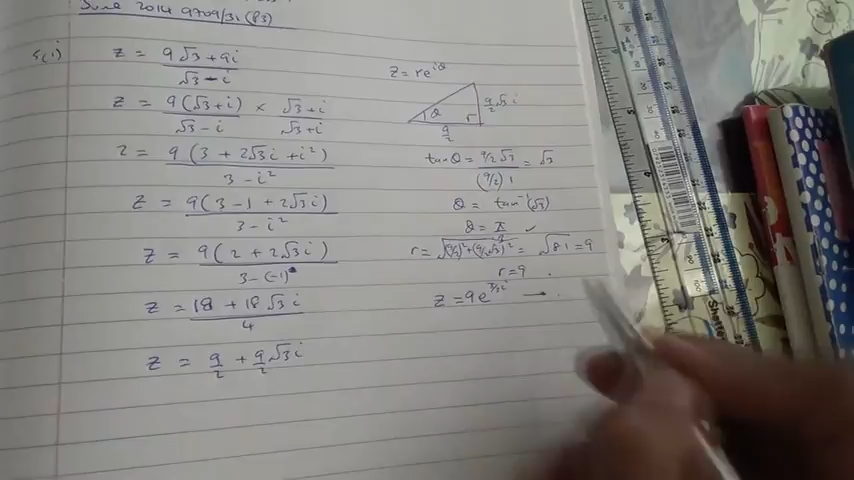 June 2014 9709/31 (P3)
5(i) z = 9√3+9i / √3-i
z = 9(√3+i) / √3-i × √3+i / √3+i
z = 9(3+2√3i+i²) / 3-i²
z = 9(3-1+2√3i) / 3-i²
z = 9(2+2√3i) / 3-(-1)
z = 18+18√3i / 4
z = 9/2 + 9/2√3i
z = re^iθ
θ
9/2√3i
9/2
tanθ = 9/2√3 / (9/2)1 = √3
θ = tan⁻¹(√3)
θ = π/3 ✓
r = √(9/2)²+(9/2√3)² = √81 = 9
r = 9
z = 9e^π/3i →